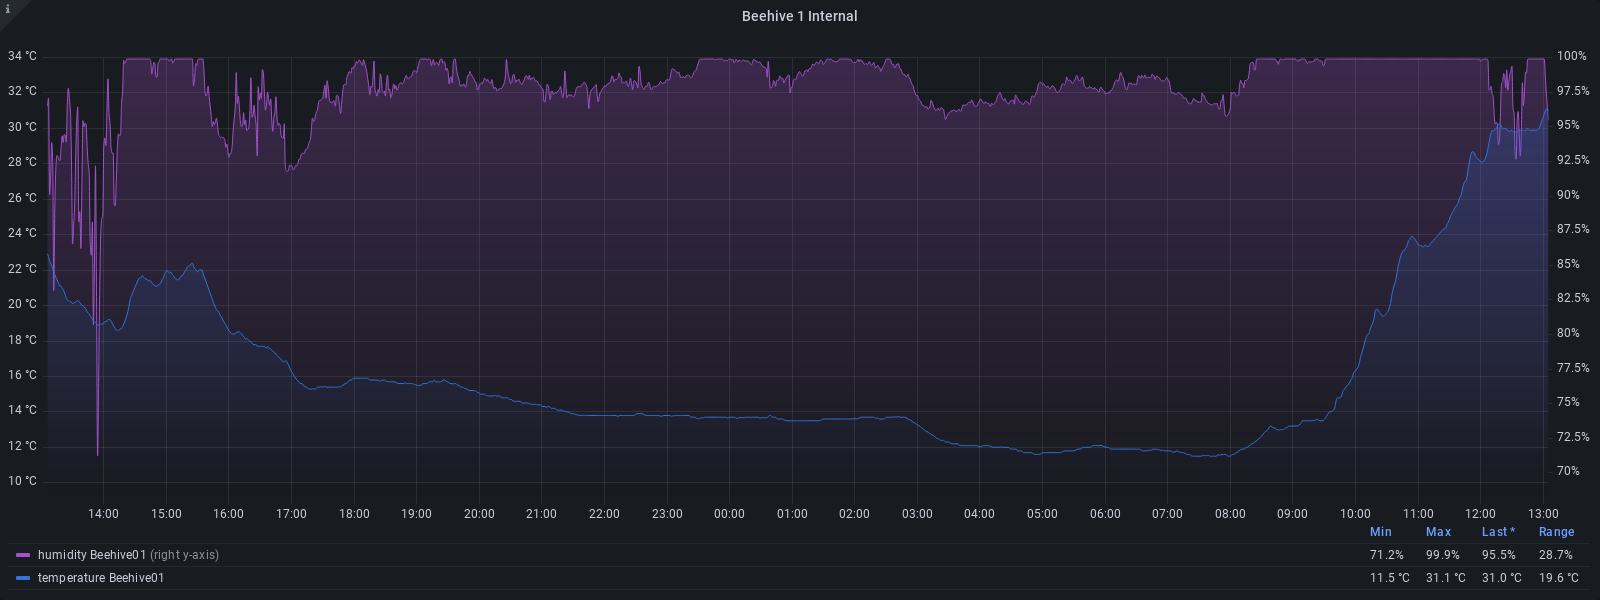 i
Beehive 1 Internal
34 °C 100%
32 °C 97.5%
30 °C 95%
28 °C 92.5%
26 °C 90%
24 °C 87.5%
22 °C 85%
20 °C 82.5%
18 °C 80%
16 °C 77.5%
14 °C 75%
12 °C 72.5%
10 °C 70%
14:00 15:00 16:00 17:00 18:00 19:00 20:00 21:00 22:00 23:00 00:00 01:00 02:00 03:00 04:00 05:00 06:00 07:00 08:00 09:00 10:00 11:00 12:00 13:00
Min Max Last * Range
humidity Beehive01 (right y-axis) 71.2% 99.9% 95.5% 28.7%
temperature Beehive01 11.5 °C 31.1 °C 31.0 °C 19.6 °C